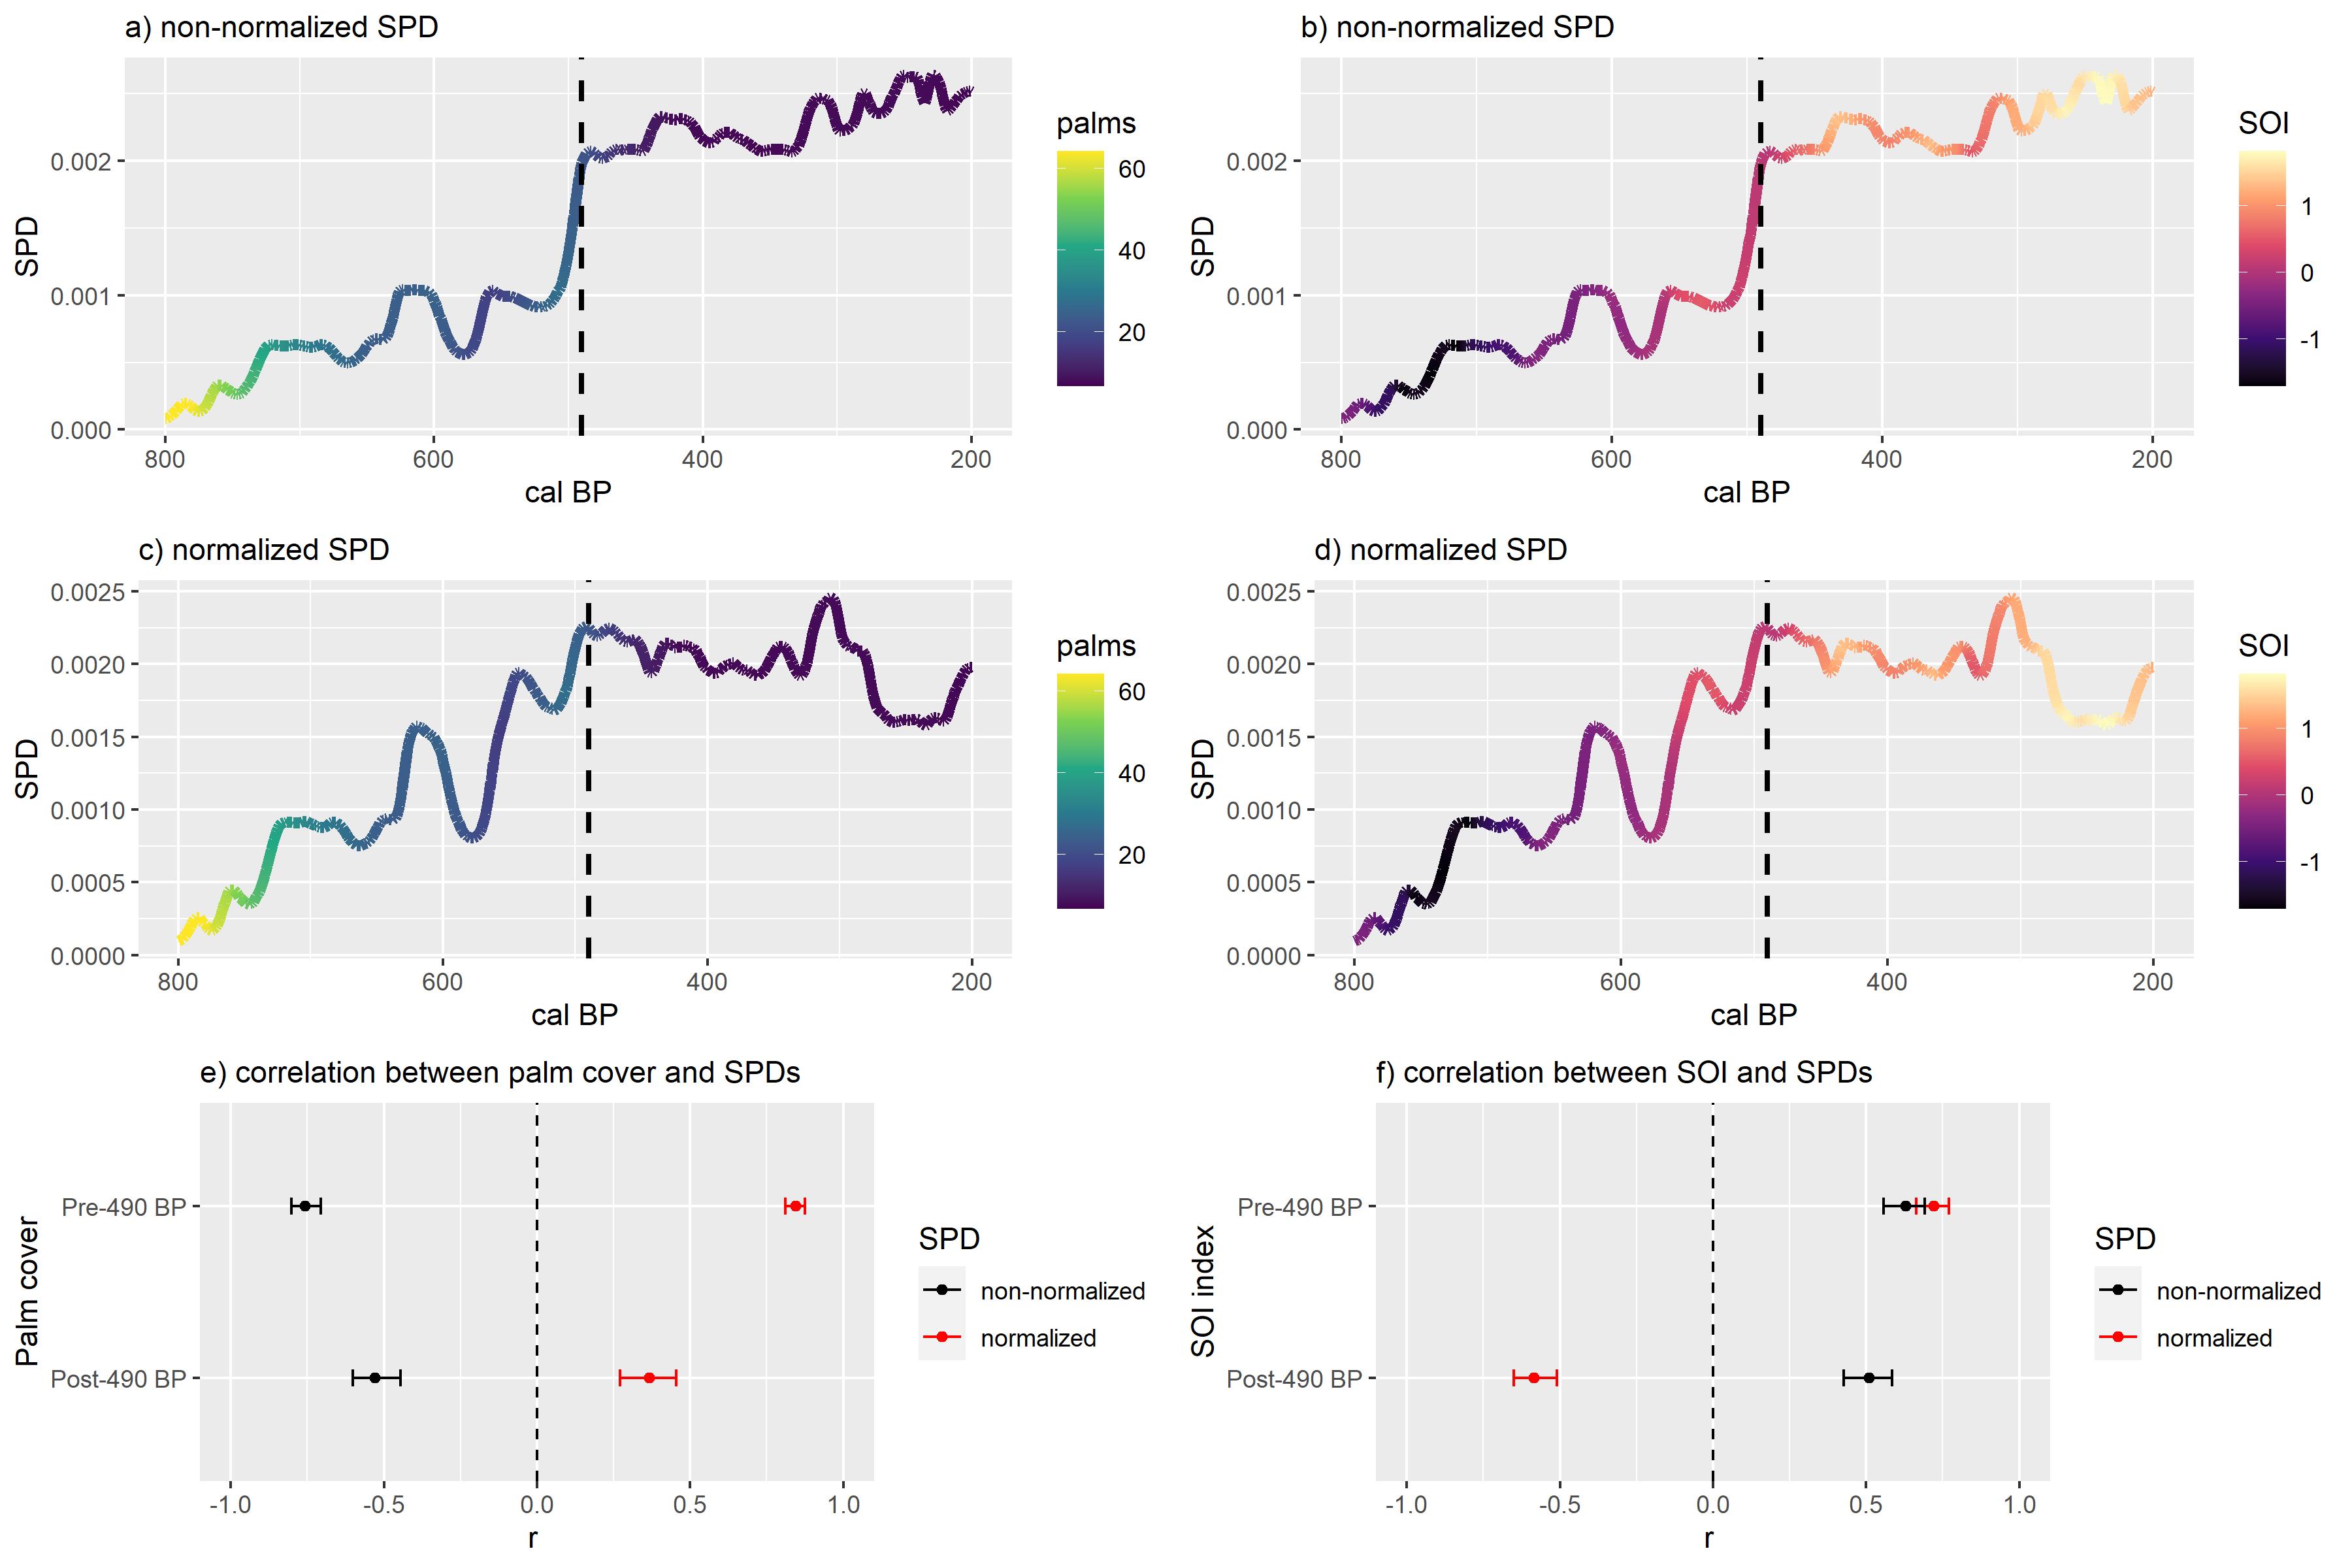 a) non-normalized SPD
SPD
0.002
0.001
0.000
800 600 400 200
cal BP
palms
60
40
20
b) non-normalized SPD
SPD
0.002
0.001
0.000
800 600 400 200
cal BP
SOI
1
0
-1
c) normalized SPD
SPD
0.0025
0.0020
0.0015
0.0010
0.0005
0.0000
800 600 400 200
cal BP
palms
60
40
20
d) normalized SPD
SPD
0.0025
0.0020
0.0015
0.0010
0.0005
0.0000
800 600 400 200
cal BP
SOI
1
0
-1
e) correlation between palm cover and SPDs
Palm cover
Pre-490 BP
Post-490 BP
-1.0 -0.5 0.0 0.5 1.0
r
SPD
non-normalized
normalized
f) correlation between SOI and SPDs
SOI index
Pre-490 BP
Post-490 BP
-1.0 -0.5 0.0 0.5 1.0
r
SPD
non-normalized
normalized